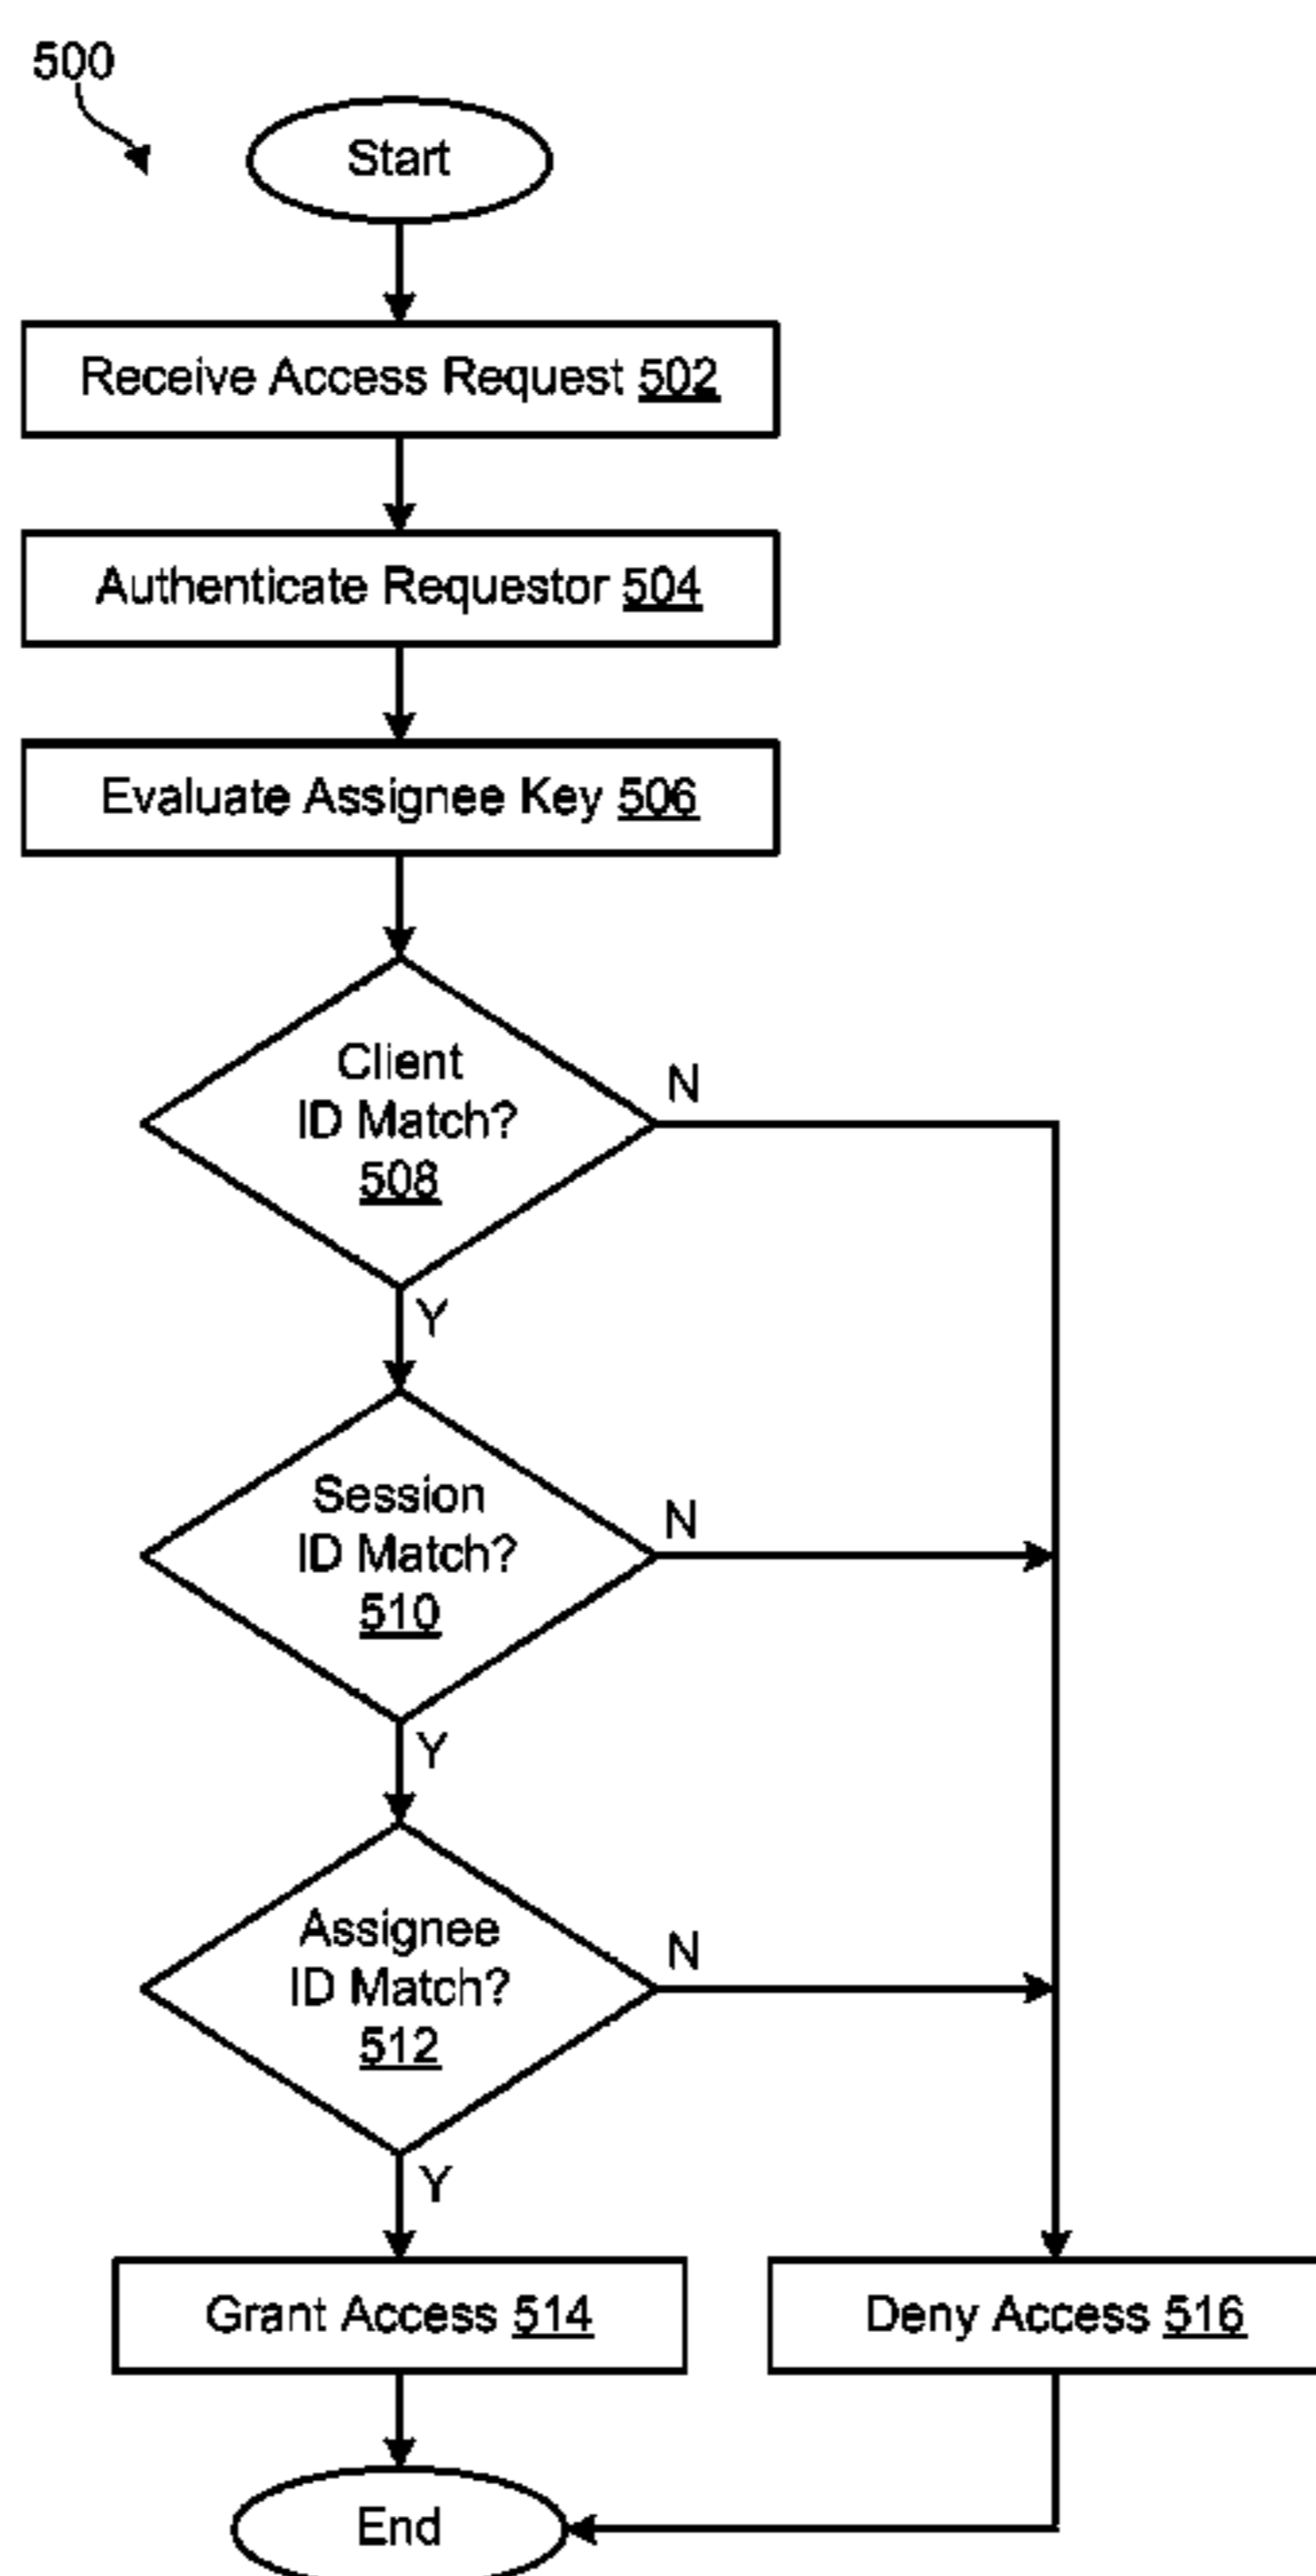 500
Start
Receive Access Request 502
Authenticate Requestor 504
Evaluate Assignee Key 506
Client
ID Match?
508
N
Y
Session
ID Match?
510
N
Y
Assignee
ID Match?
512
N
Y
Grant Access 514
Deny Access 516
End